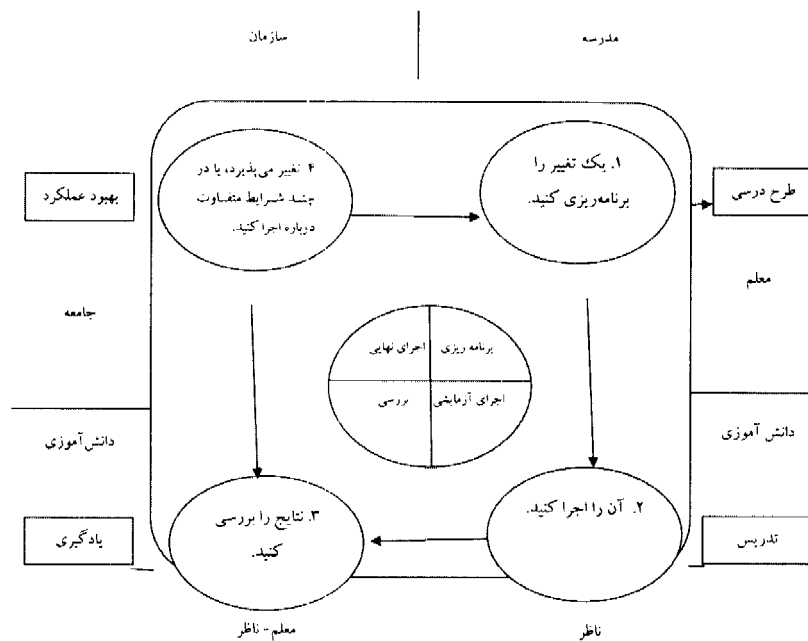 مدرسه
سازمان
۱. یک تغییر را
برنامه‌ریزی کنید.
۴. تغییر می‌پذیرد، یا در
چند شرایط متفاوت
دوباره اجرا کنید.
طرح درسی
بهبود عملکرد
معلم
جامعه
برنامه ریزی
اجرای نهایی
اجرای آزمایشی
بررسی
دانش آموزی
دانش آموزی
۲. آن را اجرا کنید.
۳. نتایج را بررسی
کنید.
تدریس
یادگیری
ناظر
معلم - ناظر